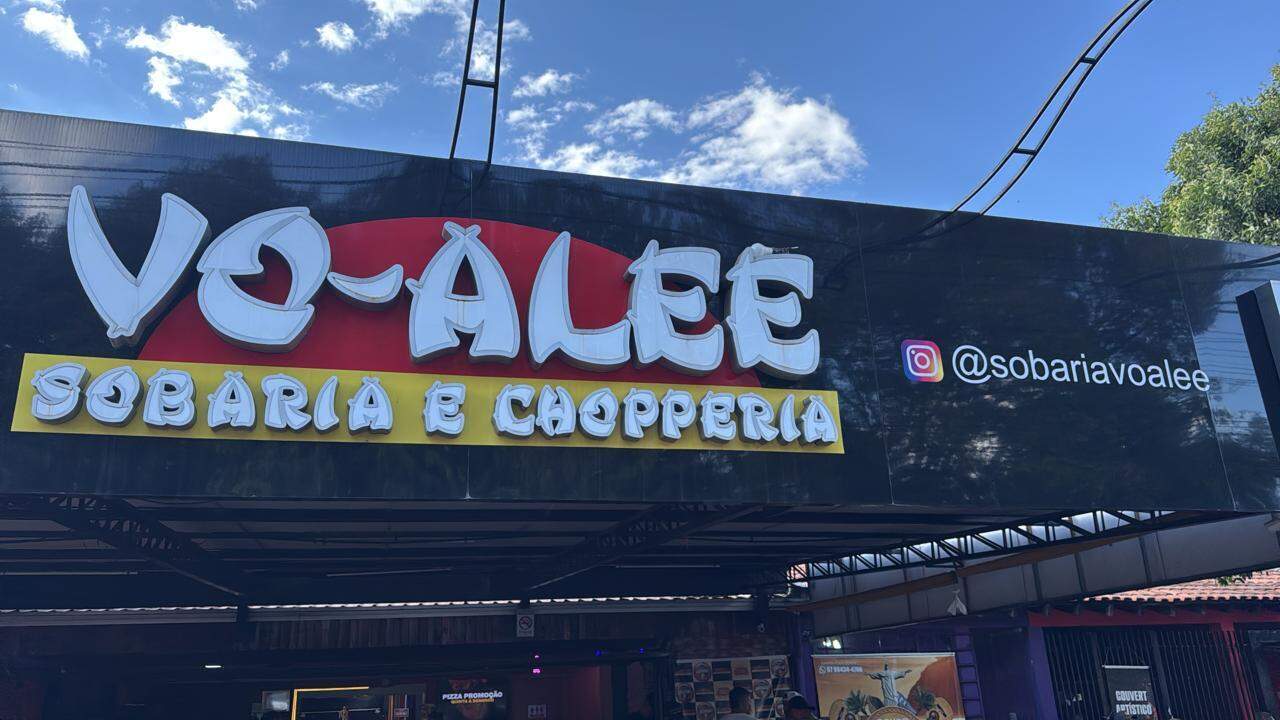 VO-ALEE
SOBARIA E CHOPPERIA
@sobariavoalee
PIZZA PROMOÇÃO
COUVERT
ARTÍSTICO